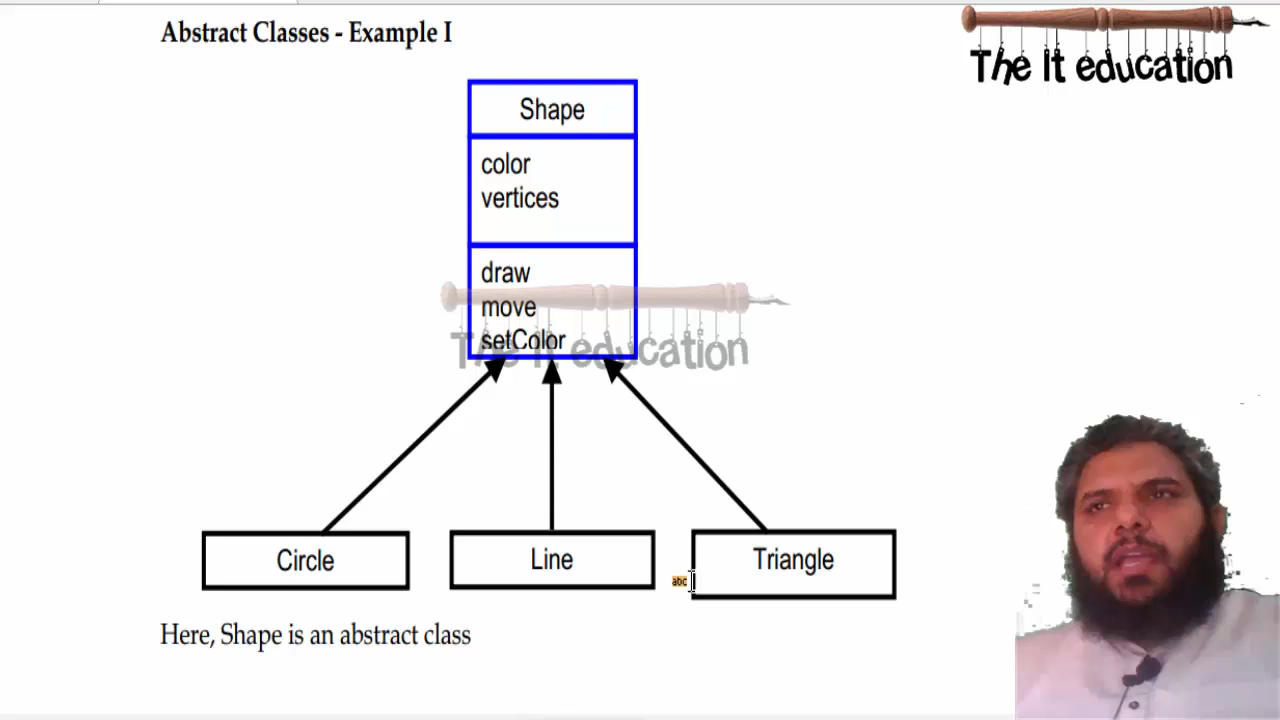 Abstract Classes - Example I
The It education
Shape
color
vertices
draw
move
setColor
The It education
Circle
Line
Triangle
abc
Here, Shape is an abstract class